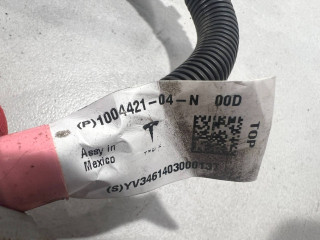 (P)1004421-04-N 00D
TOP
Assy in
Mexico
(S)YV3461403000137